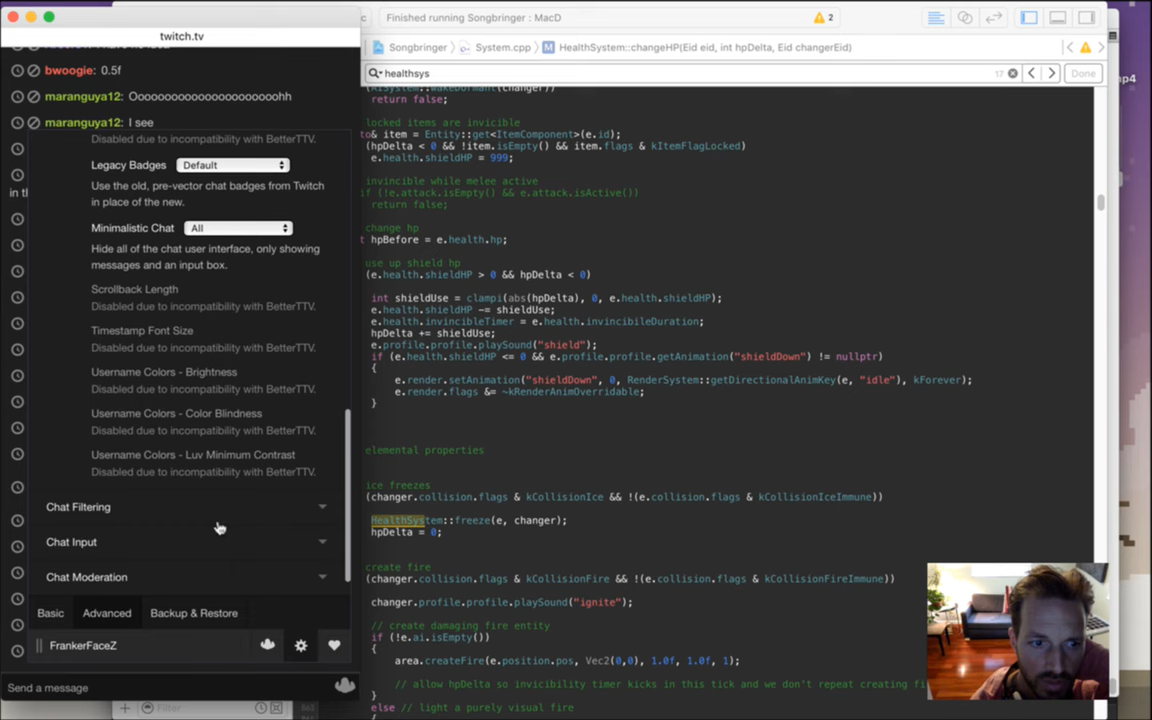 twitch.tv
bwoogie: 0.5f
maranguya12: Ooooooooooooooooooooohh
maranguya12: I see
in th
Disabled due to incompatibility with BetterTTV.
Legacy Badges Default
Use the old, pre-vector chat badges from Twitch
in place of the new.
Minimalistic Chat All
Hide all of the chat user interface, only showing
messages and an input box.
Scrollback Length
Disabled due to incompatibility with BetterTTV.
Timestamp Font Size
Disabled due to incompatibility with BetterTTV.
Username Colors - Brightness
Disabled due to incompatibility with BetterTTV.
Username Colors - Color Blindness
Disabled due to incompatibility with BetterTTV.
Username Colors - Luv Minimum Contrast
Disabled due to incompatibility with BetterTTV.
Chat Filtering
Chat Input
Chat Moderation
Basic Advanced Backup & Restore
FrankerFaceZ
Send a message
Finished running Songbringer : MacD
2
Songbringer System.cpp M HealthSystem::changeHP(Eid eid, int hpDelta, Eid changerEid)
healthsys 17 Done
mp4
(AISystem::wakeDormant(changer))
return false;
locked items are invicible
to& item = Entity::get<ItemComponent>(e.id);
(hpDelta < 0 && !item.isEmpty() && item.flags & kItemFlagLocked)
e.health.shieldHP = 999;
invincible while melee active
if (!e.attack.isEmpty() && e.attack.isActive())
return false;
change hp
t hpBefore = e.health.hp;
use up shield hp
(e.health.shieldHP > 0 && hpDelta < 0)
int shieldUse = clampi(abs(hpDelta), 0, e.health.shieldHP);
e.health.shieldHP -= shieldUse;
e.health.invincibleTimer = e.health.invincibileDuration;
hpDelta += shieldUse;
e.profile.profile.playSound("shield");
if (e.health.shieldHP <= 0 && e.profile.profile.getAnimation("shieldDown") != nullptr)
{
e.render.setAnimation("shieldDown", 0, RenderSystem::getDirectionalAnimKey(e, "idle"), kForever);
e.render.flags &= ~kRenderAnimOverridable;
}
elemental properties
ice freezes
(changer.collision.flags & kCollisionIce && !(e.collision.flags & kCollisionIceImmune))
HealthSystem::freeze(e, changer);
hpDelta = 0;
create fire
(changer.collision.flags & kCollisionFire && !(e.collision.flags & kCollisionFireImmune))
changer.profile.profile.playSound("ignite");
// create damaging fire entity
if (!e.ai.isEmpty())
{
area.createFire(e.position.pos, Vec2(0,0), 1.0f, 1.0f, 1);
// allow hpDelta so invicibility timer kicks in this tick and we don't repeat creating fi
}
else // light a purely visual fire
{
Filter